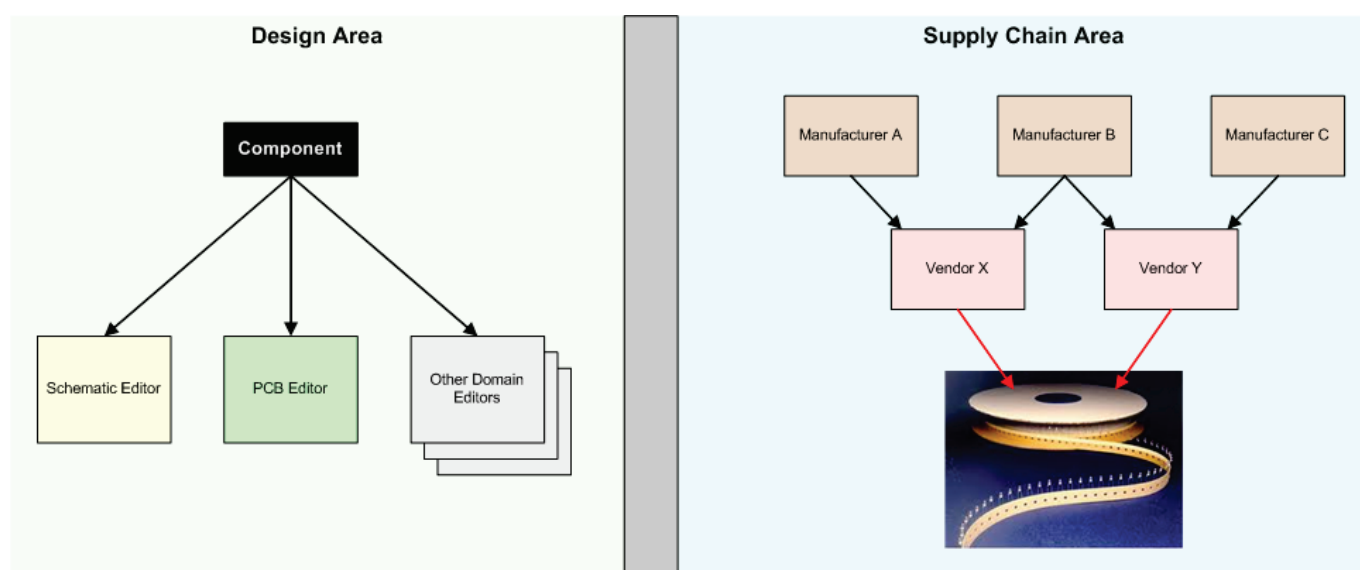 Design Area
Supply Chain Area
Component
Schematic Editor
PCB Editor
Other Domain
Editors
Manufacturer A
Manufacturer B
Manufacturer C
Vendor X
Vendor Y